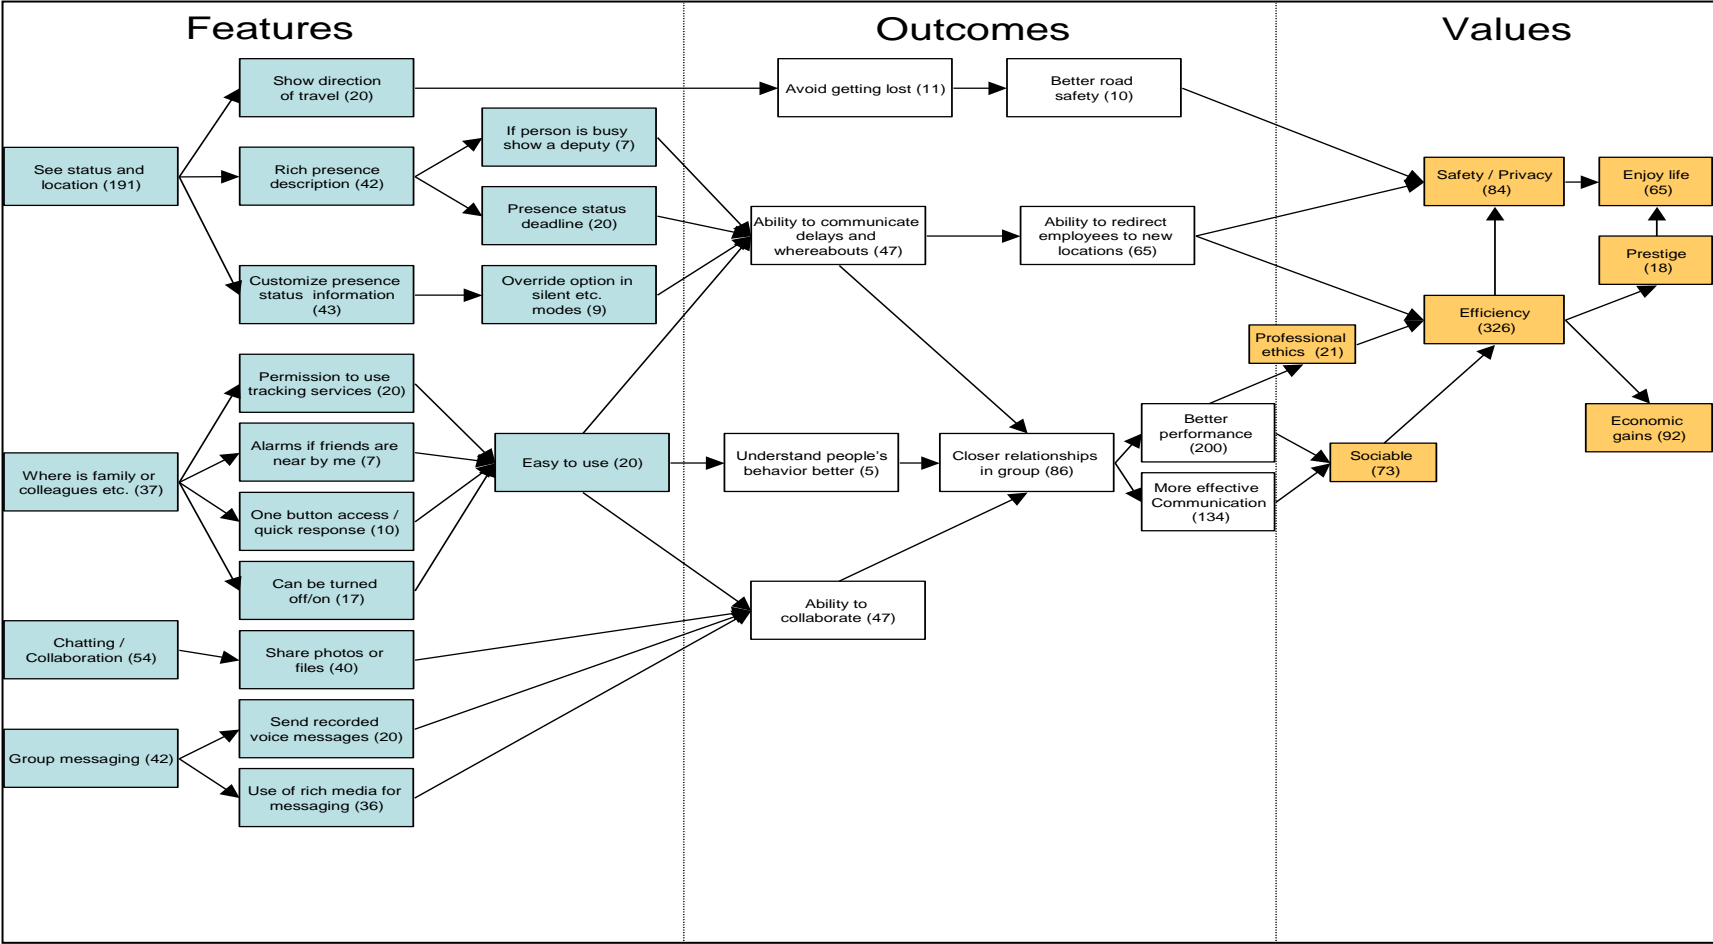 Features
Outcomes
Values
Show direction
of travel (20)
Avoid getting lost (11)
Better road
safety (10)
If person is busy
show a deputy (7)
See status and
location (191)
Rich presence
description (42)
Safety / Privacy
(84)
Enjoy life
(65)
Presence status
deadline (20)
Ability to communicate
delays and
whereabouts (47)
Ability to redirect
employees to new
locations (65)
Prestige
(18)
Customize presence
status information
(43)
Override option in
silent etc.
modes (9)
Efficiency
(326)
Professional
ethics (21)
Permission to use
tracking services (20)
Better
performance
(200)
Economic
gains (92)
Alarms if friends are
near by me (7)
Where is family or
colleagues etc. (37)
Easy to use (20)
Understand people's
behavior better (5)
Closer relationships
in group (86)
Sociable
(73)
More effective
Communication
(134)
One button access /
quick response (10)
Can be turned
off/on (17)
Ability to
collaborate (47)
Chatting /
Collaboration (54)
Share photos or
files (40)
Send recorded
voice messages (20)
Group messaging (42)
Use of rich media for
messaging (36)